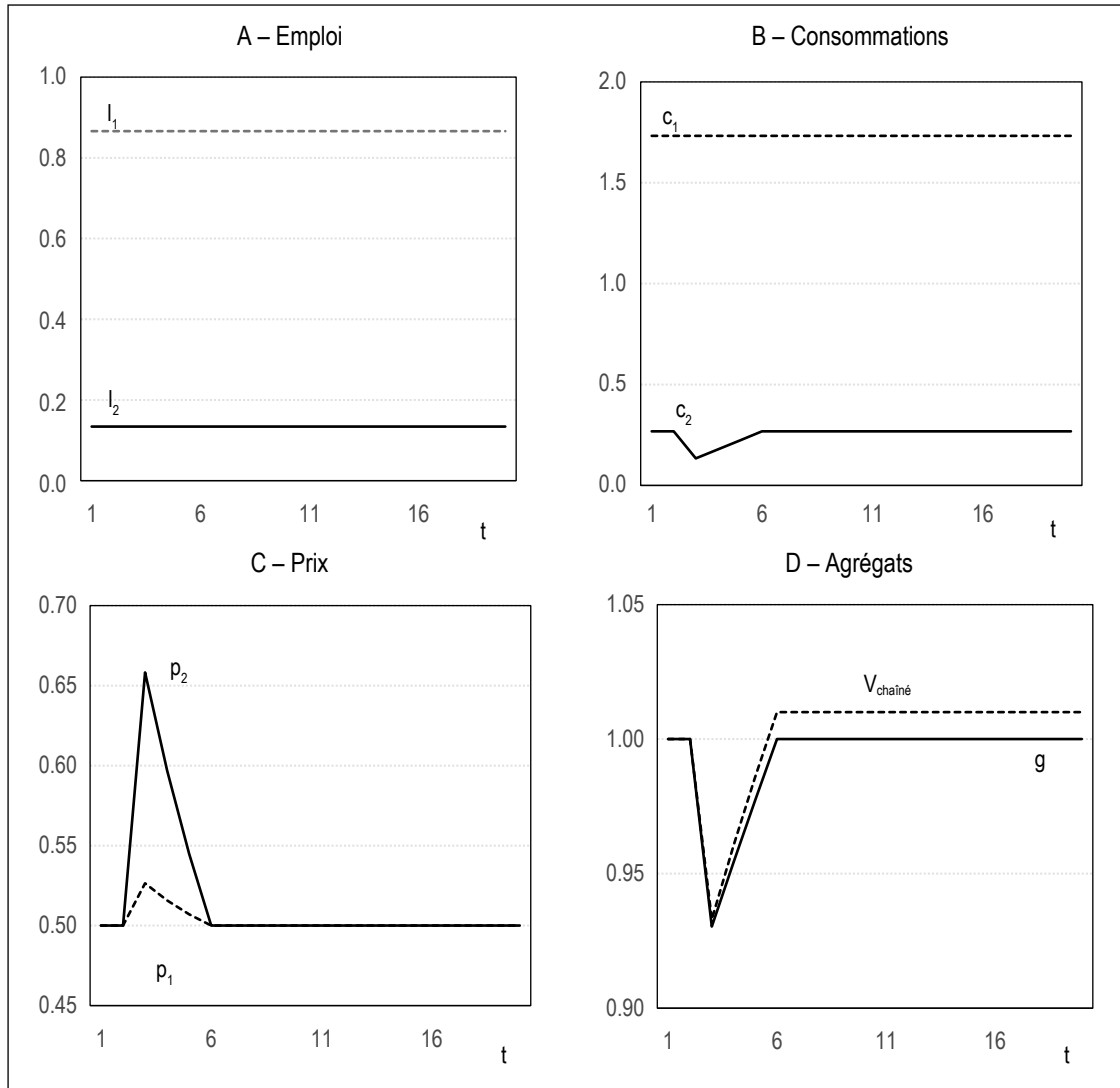 A – Emploi
1.0
0.8
0.6
0.4
0.2
0.0
l₁
l₂
1 6 11 16
t
B – Consommations
2.0
1.5
1.0
0.5
0.0
c₁
c₂
1 6 11 16
t
C – Prix
0.70
0.65
0.60
0.55
0.50
0.45
p₂
p₁
1 6 11 16
t
D – Agrégats
1.05
1.00
0.95
0.90
V chaîné
g
1 6 11 16
t